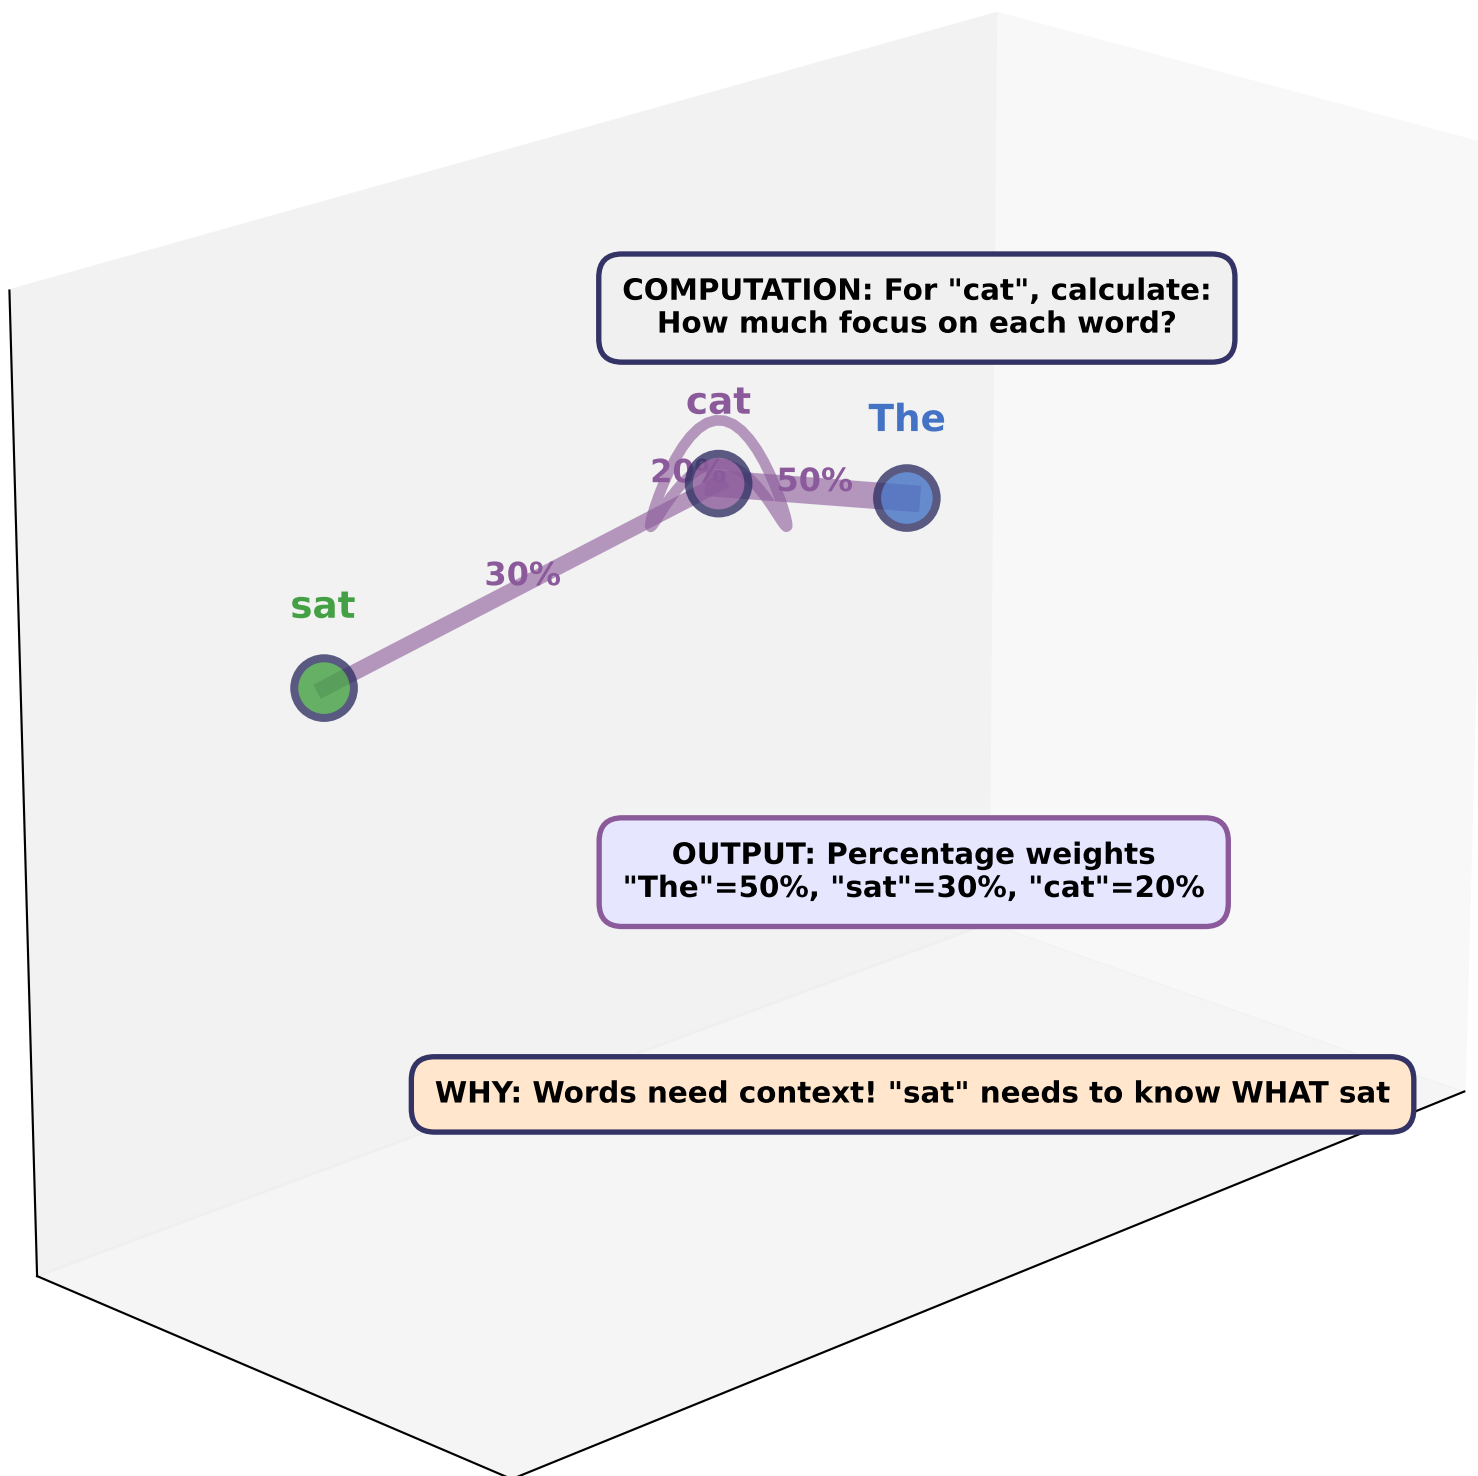 COMPUTATION: For "cat", calculate:
How much focus on each word?
cat
The
20%
50%
30%
sat
OUTPUT: Percentage weights
"The"=50%, "sat"=30%, "cat"=20%
WHY: Words need context! "sat" needs to know WHAT sat